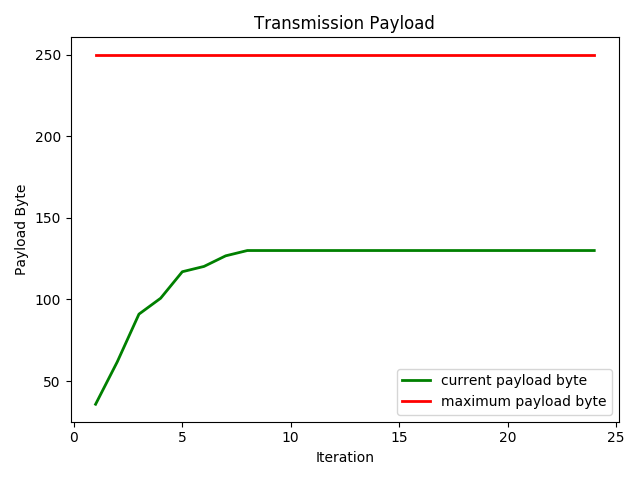 Transmission Payload
250
200
150
100
50
Payload Byte
0
5
10
15
20
25
Iteration
current payload byte
maximum payload byte